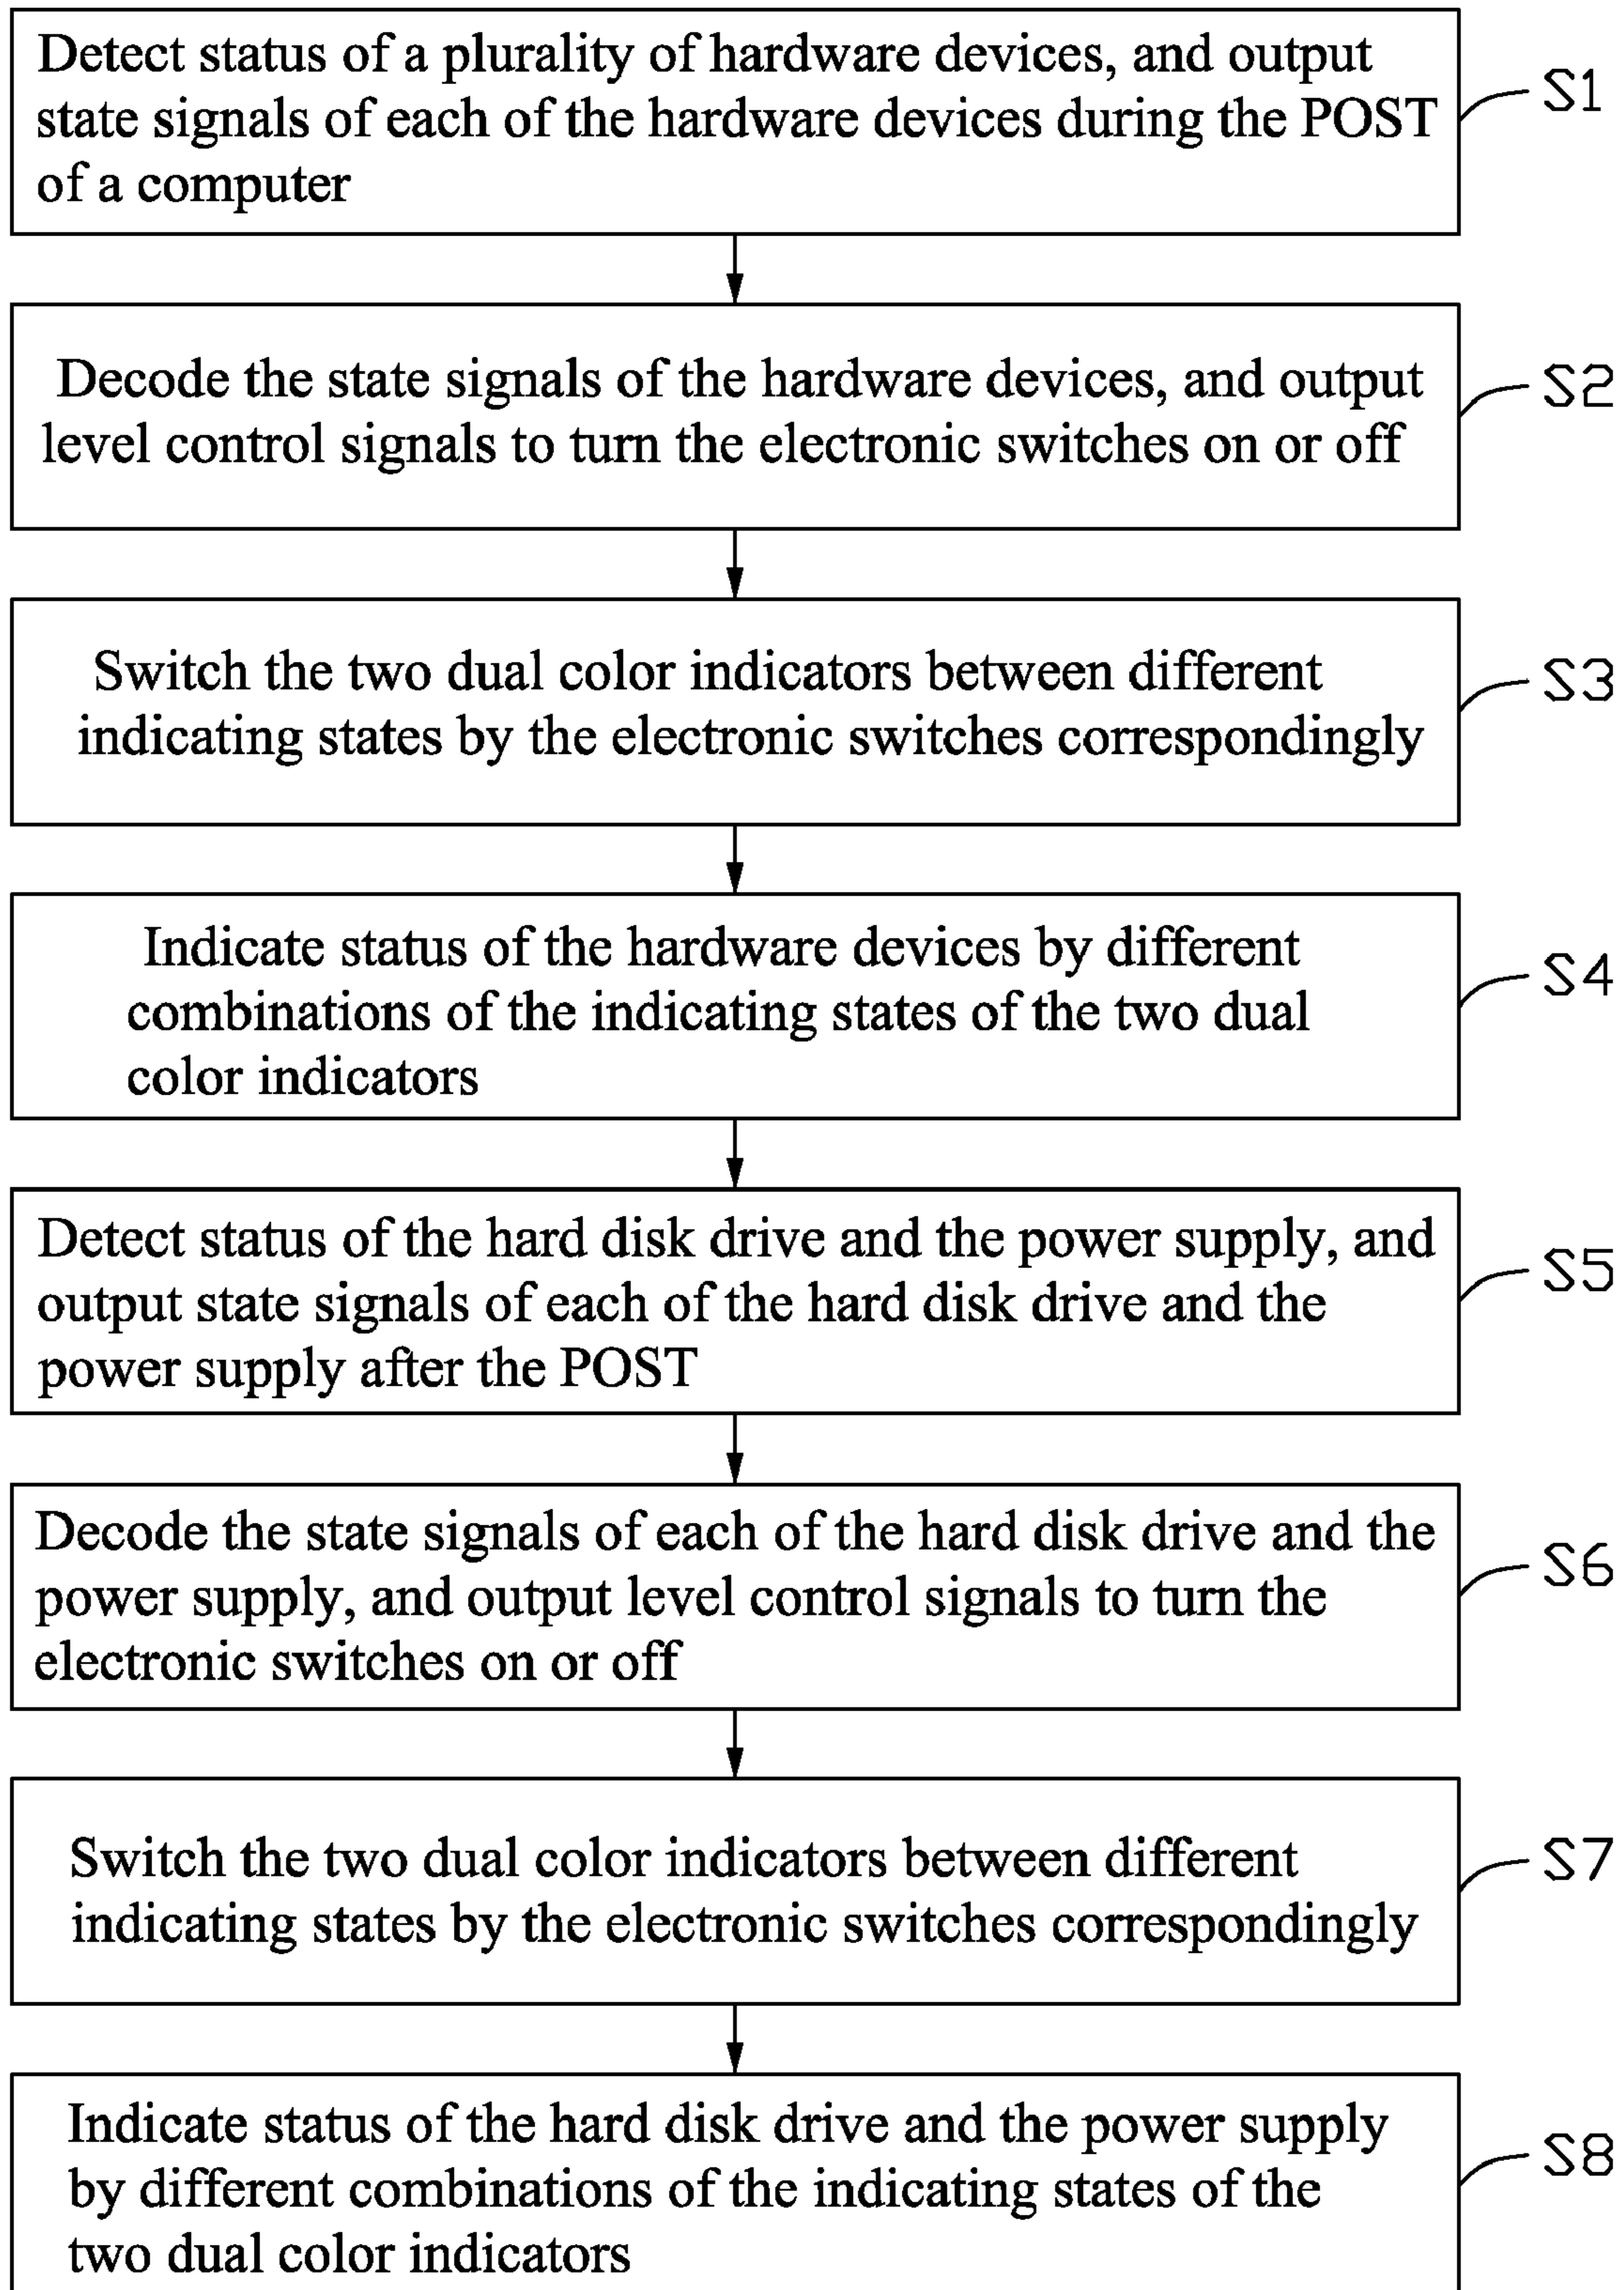 Detect status of a plurality of hardware devices, and output
state signals of each of the hardware devices during the POST
of a computer
S1
Decode the state signals of the hardware devices, and output
level control signals to turn the electronic switches on or off
S2
Switch the two dual color indicators between different
indicating states by the electronic switches correspondingly
S3
Indicate status of the hardware devices by different
combinations of the indicating states of the two dual
color indicators
S4
Detect status of the hard disk drive and the power supply, and
output state signals of each of the hard disk drive and the
power supply after the POST
S5
Decode the state signals of each of the hard disk drive and the
power supply, and output level control signals to turn the
electronic switches on or off
S6
Switch the two dual color indicators between different
indicating states by the electronic switches correspondingly
S7
Indicate status of the hard disk drive and the power supply
by different combinations of the indicating states of the
two dual color indicators
S8